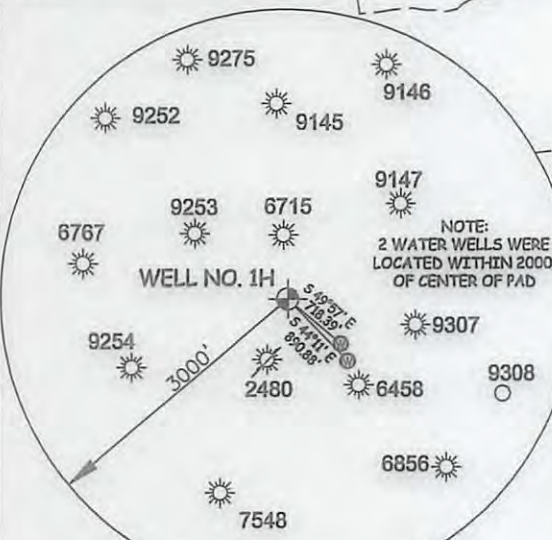 9275
9146
9252
9145
9147
9253
6715
6767
NOTE:
2 WATER WELLS WERE
LOCATED WITHIN 2000
OF CENTER OF PAD
WELL NO. 1H
S 49°57' E
718.39'
S 44°11' E
890.88'
9307
9254
3000'
2480
6458
9308
6856
7548